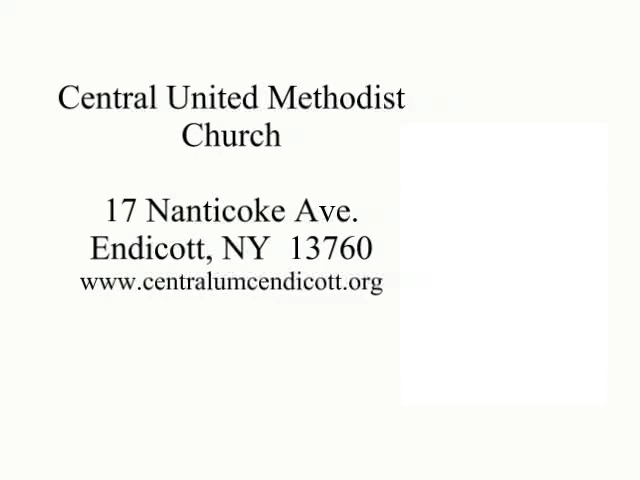 Central United Methodist
Church
17 Nanticoke Ave.
Endicott, NY  13760
www.centralumcendicott.org